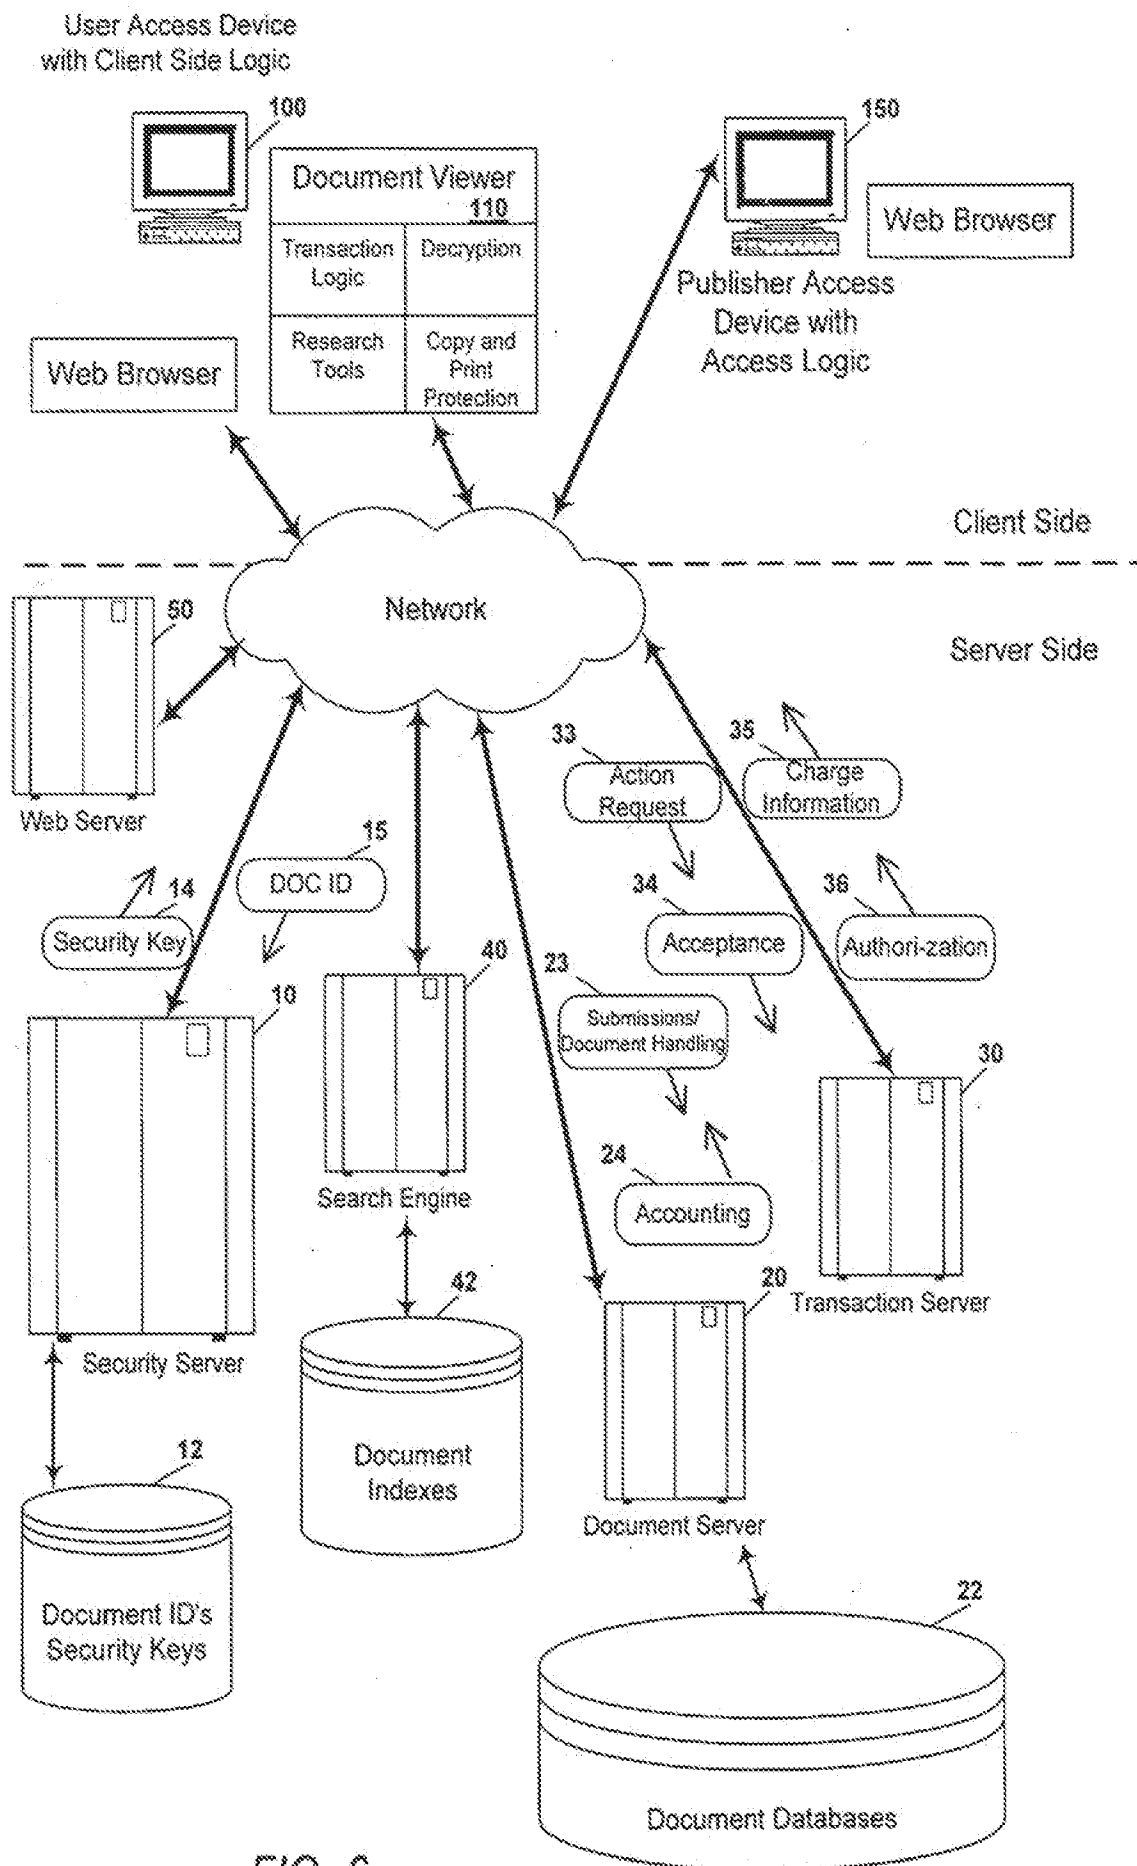 User Access Device
with Client Side Logic
100
150
Document Viewer
110
Transaction
Logic
Decryption
Research
Tools
Copy and
Print
Protection
Web Browser
Web Browser
Publisher Access
Device with
Access Logic
Client Side
Network
Server Side
50
Web Server
33
Action
Request
35
Charge
Information
15
DOC ID
14
Security Key
34
Acceptance
36
Authori-zation
10
40
23
Submissions/
Document Handling
30
24
Accounting
Search Engine
Transaction Server
20
42
Security Server
Document
Indexes
12
Document Server
Document ID's
Security Keys
22
Document Databases